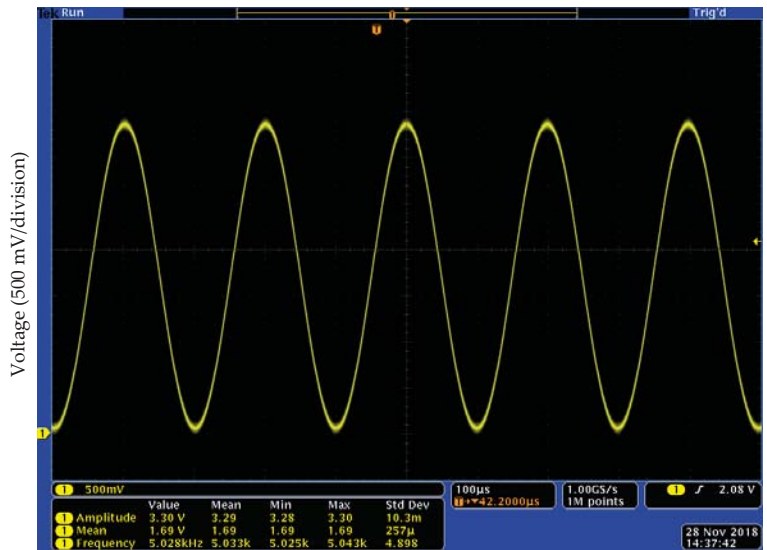 Tek Run Trig'd
T
T
Voltage (500 mV/division)
1
1 500mV
Value Mean Min Max Std Dev
1 Amplitude 3.30 V 3.29 3.28 3.30 10.3m
1 Mean 1.69 V 1.69 1.69 1.69 257µ
1 Frequency 5.028kHz 5.033k 5.025k 5.043k 4.898
100µs
T→▼42.2000µs
1.00GS/s
1M points
1 ʃ 2.08 V
28 Nov 2018
14:37:42